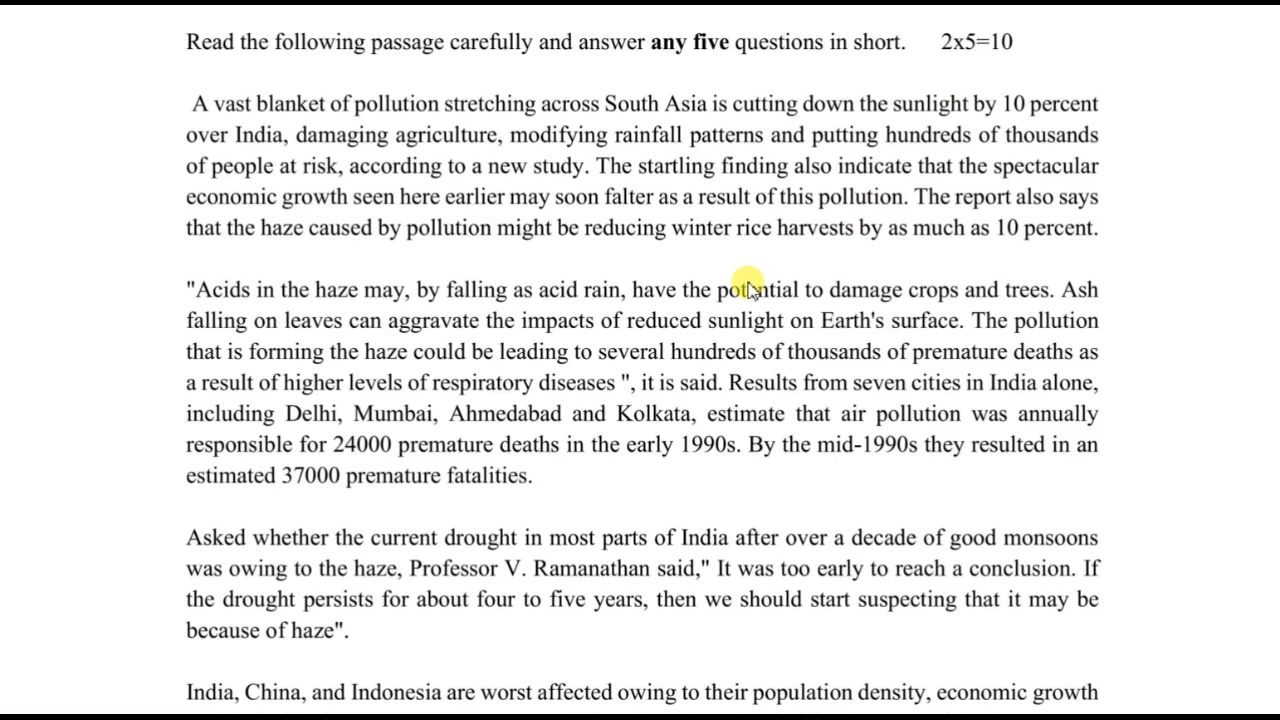 Read the following passage carefully and answer any five questions in short. 2x5=10
A vast blanket of pollution stretching across South Asia is cutting down the sunlight by 10 percent
over India, damaging agriculture, modifying rainfall patterns and putting hundreds of thousands
of people at risk, according to a new study. The startling finding also indicate that the spectacular
economic growth seen here earlier may soon falter as a result of this pollution. The report also says
that the haze caused by pollution might be reducing winter rice harvests by as much as 10 percent.
"Acids in the haze may, by falling as acid rain, have the potential to damage crops and trees. Ash
falling on leaves can aggravate the impacts of reduced sunlight on Earth's surface. The pollution
that is forming the haze could be leading to several hundreds of thousands of premature deaths as
a result of higher levels of respiratory diseases ", it is said. Results from seven cities in India alone,
including Delhi, Mumbai, Ahmedabad and Kolkata, estimate that air pollution was annually
responsible for 24000 premature deaths in the early 1990s. By the mid-1990s they resulted in an
estimated 37000 premature fatalities.
Asked whether the current drought in most parts of India after over a decade of good monsoons
was owing to the haze, Professor V. Ramanathan said," It was too early to reach a conclusion. If
the drought persists for about four to five years, then we should start suspecting that it may be
because of haze".
India, China, and Indonesia are worst affected owing to their population density, economic growth